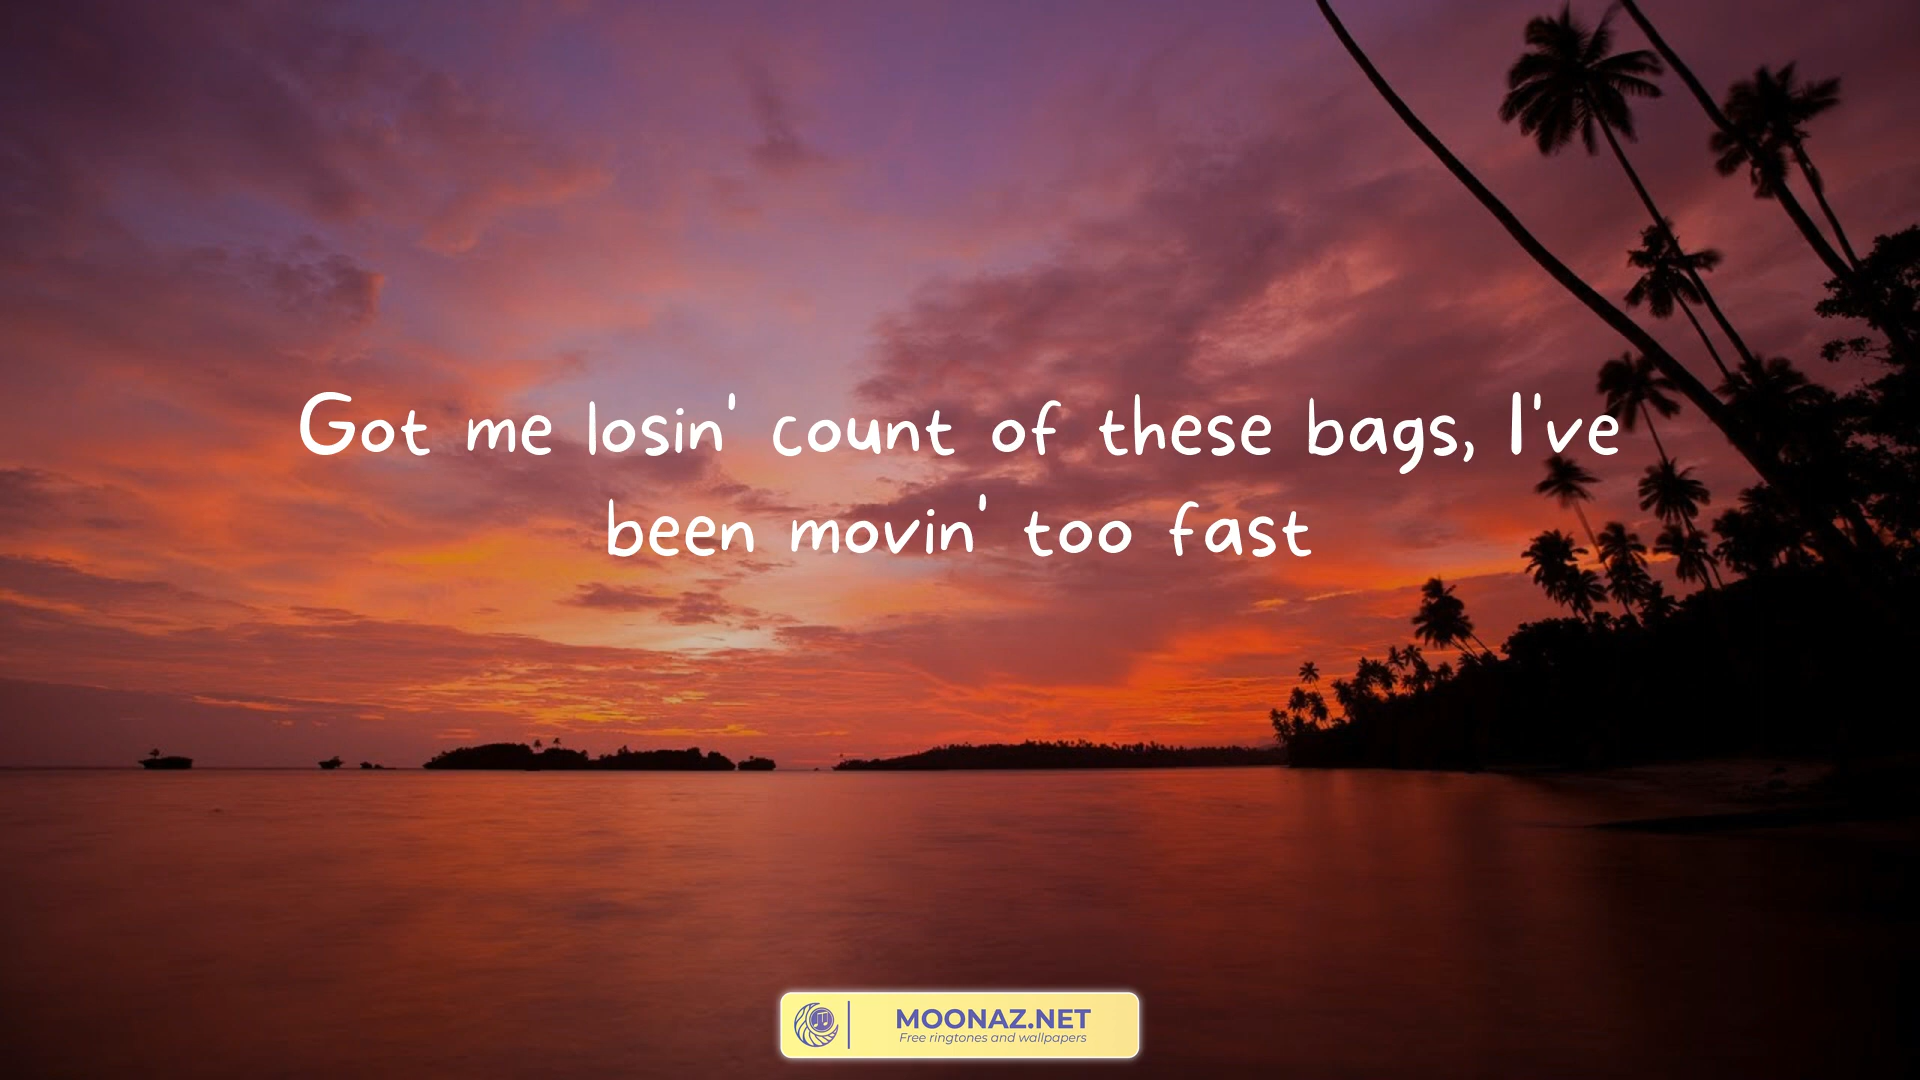 Got me losin' count of these bags, I've
been movin' too fast
MOONAZ.NET
Free ringtones and wallpapers